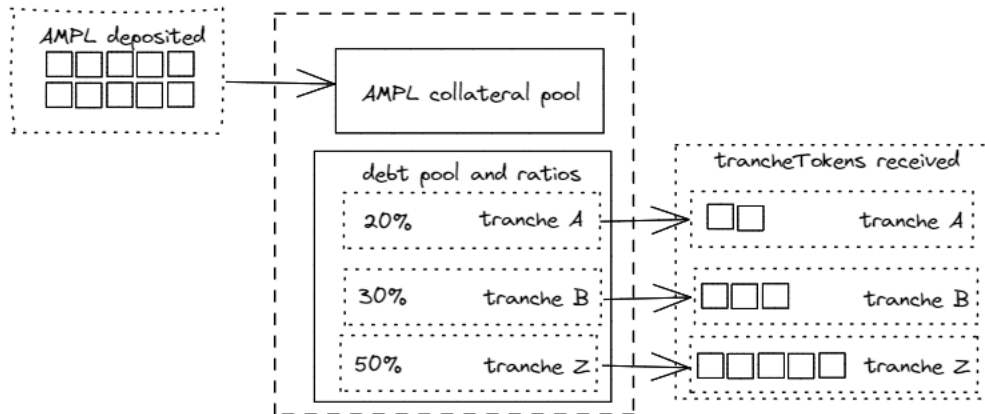 AMPL deposited
AMPL collateral pool
debt pool and ratios
20% tranche A
30% tranche B
50% tranche Z
trancheTokens received
tranche A
tranche B
tranche Z